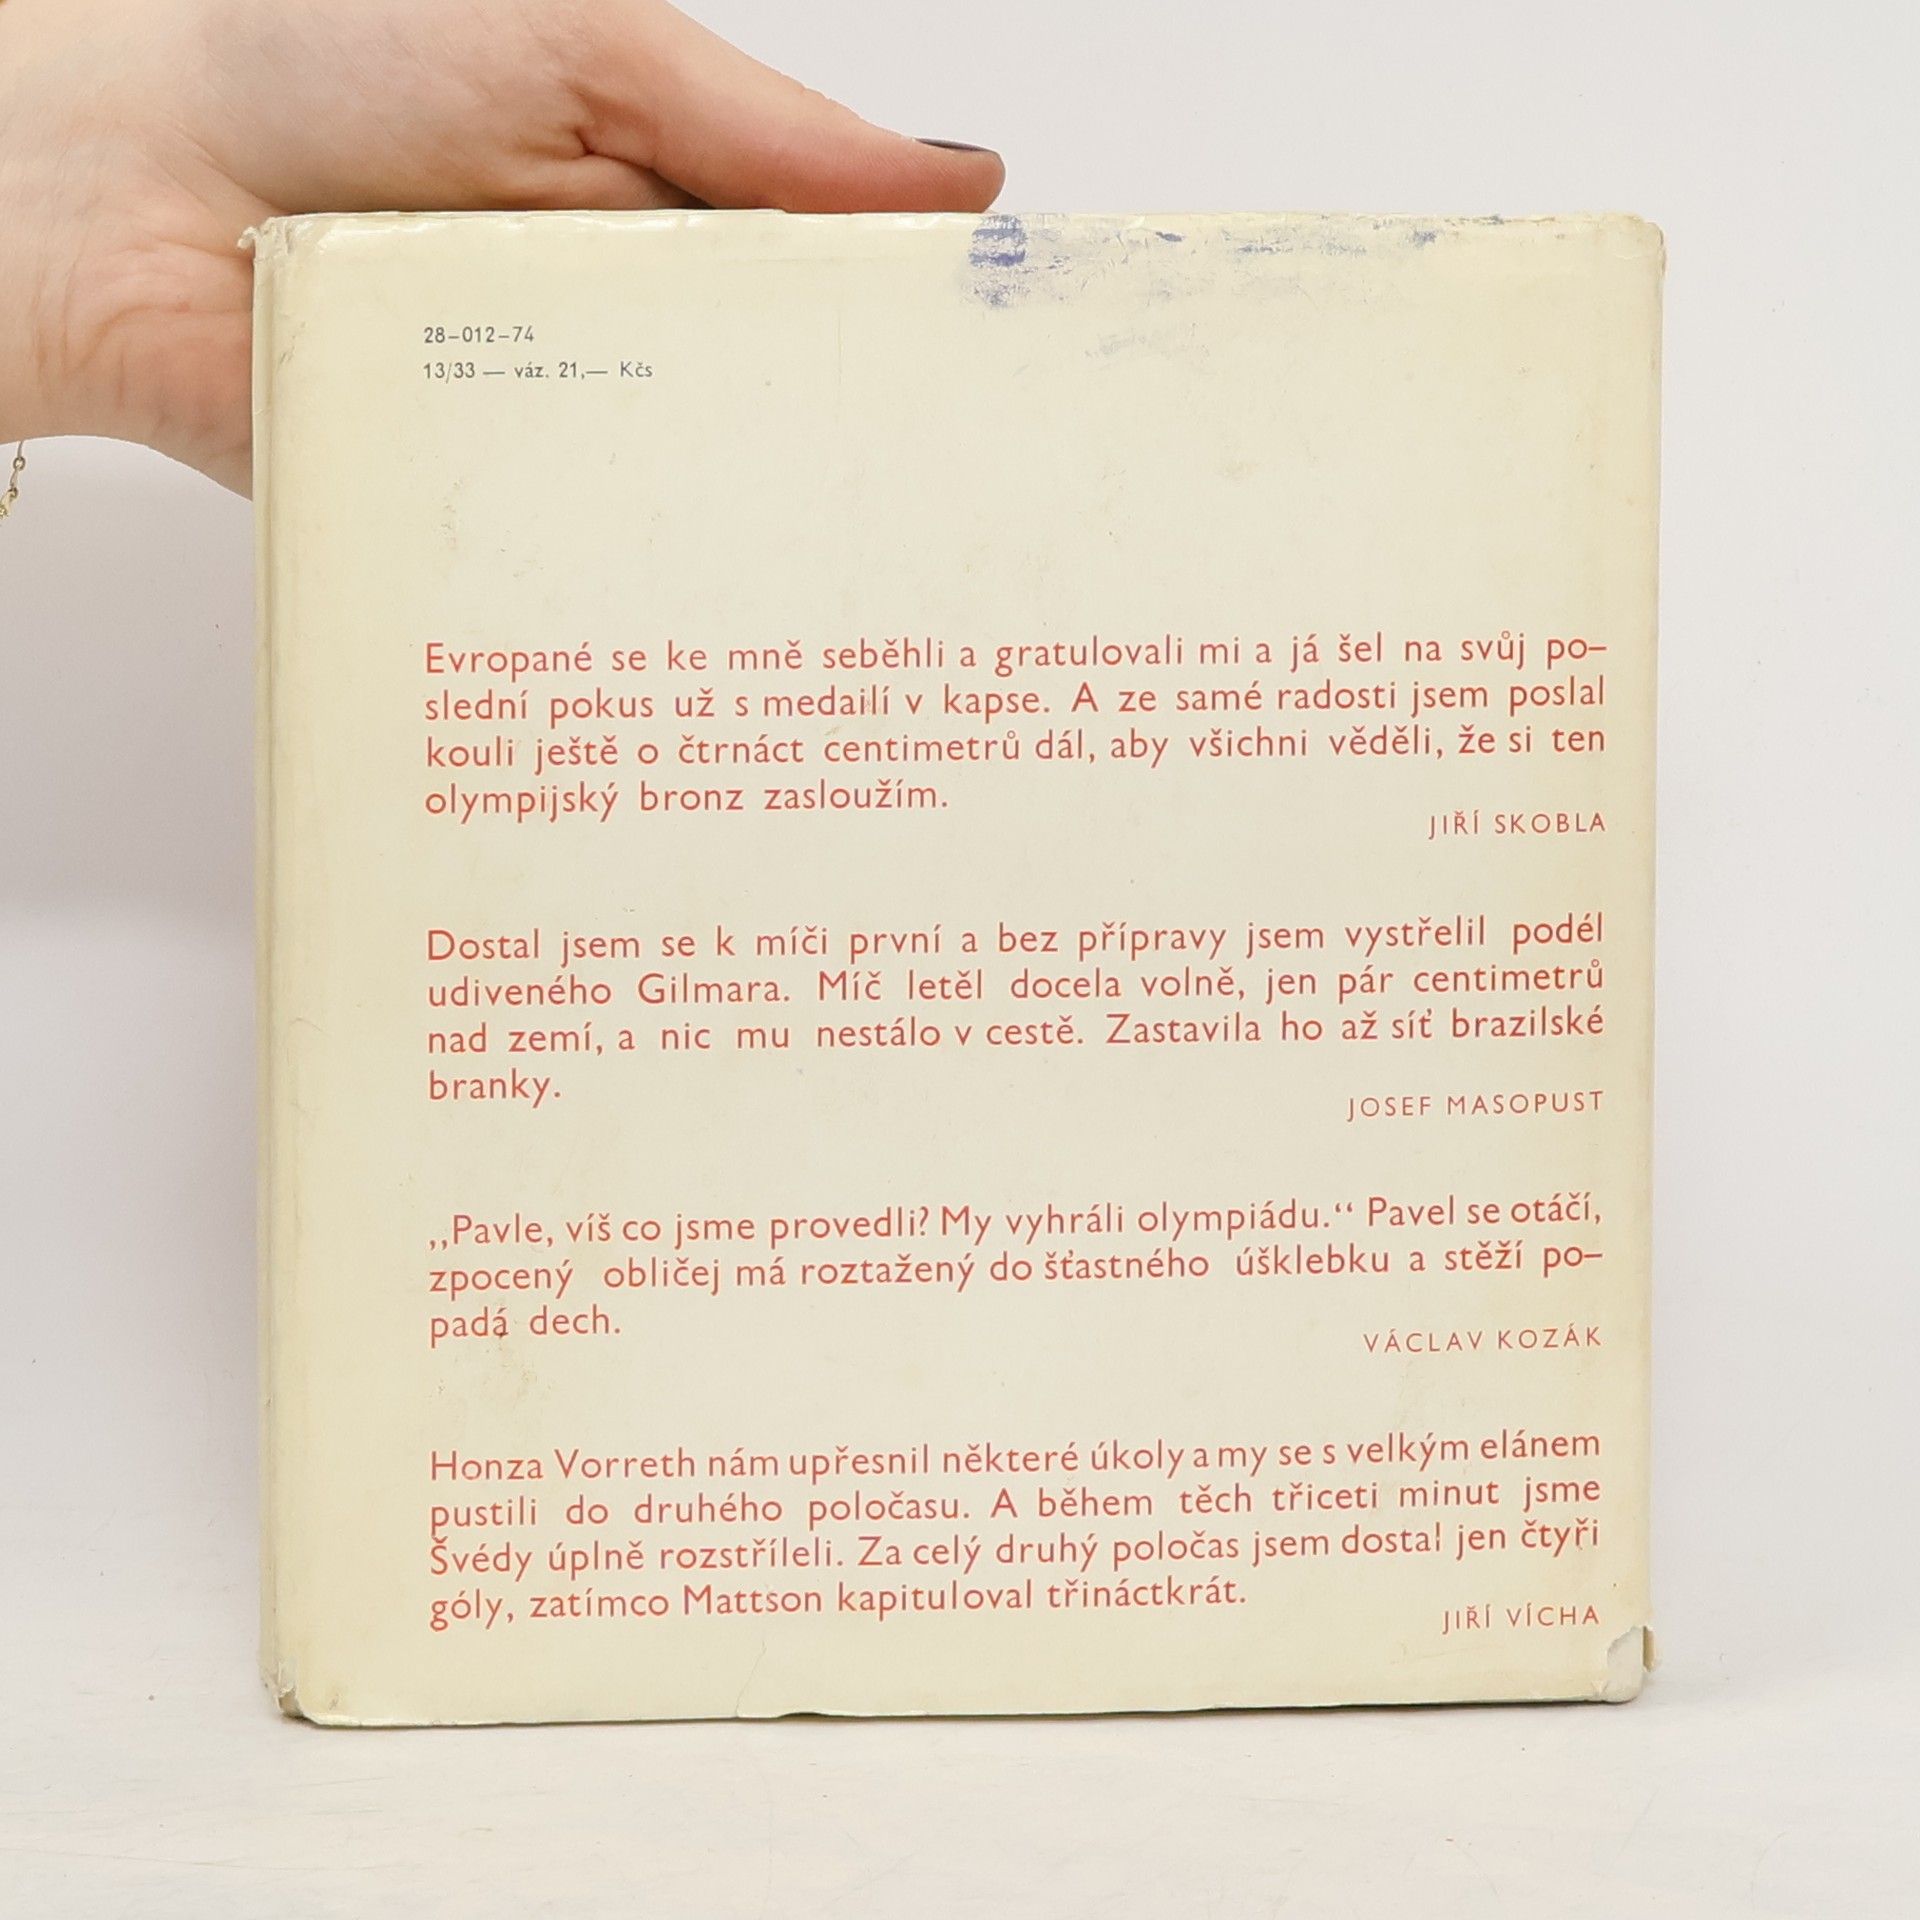 28–012–74
13/33 — váz. 21,— Kčs
Evropané se ke mně seběhli a gratulovali mi a já šel na svůj po–
slední pokus už s medailí v kapse. A ze samé radosti jsem poslal
kouli ještě o čtrnáct centimetrů dál, aby všichni věděli, že si ten
olympijský bronz zasloužím.
JIŘÍ SKOBLA
Dostal jsem se k míči první a bez přípravy jsem vystřelil podél
udiveného Gilmara. Míč letěl docela volně, jen pár centimetrů
nad zemí, a nic mu nestálo v cestě. Zastavila ho až síť brazilské
branky.
JOSEF MASOPUST
„Pavle, víš co jsme provedli? My vyhráli olympiádu.“ Pavel se otáčí,
zpocený obličej má roztažený do šťastného úšklebku a stěží po–
padá dech.
VÁCLAV KOZÁK
Honza Vorreth nám upřesnil některé úkoly a my se s velkým elánem
pustili do druhého poločasu. A během těch třiceti minut jsme
Švédy úplně rozstříleli. Za celý druhý poločas jsem dostal jen čtyři
góly, zatímco Mattson kapituloval třináctkrát.
JIŘÍ VÍCHA